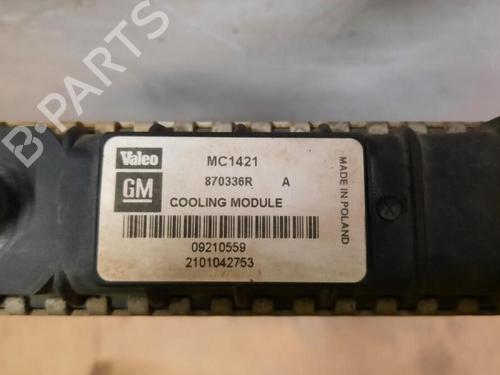 B-PARTS
Valeo
MC1421
GM
870336R A
COOLING MODULE
09210559
2101042753
MADE IN POLAND